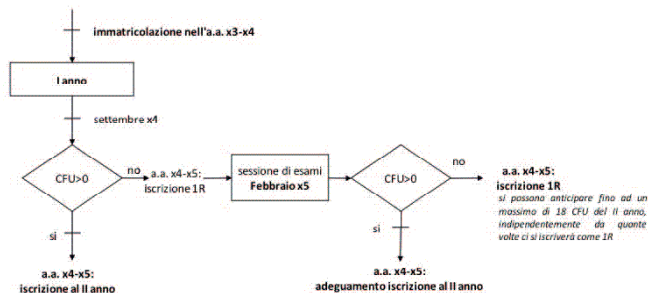 immatricolazione nell'a.a. x3-x4
I anno
settembre x4
CFU>0
no
a.a. x4-x5:
iscrizione 1R
sessione di esami
Febbraio x5
CFU>0
no
a.a. x4-x5:
iscrizione 1R
si possono anticipare fino ad un
massimo di 18 CFU del II anno,
indipendentemente da quante
volte ci si iscriverà come 1R
si
a.a. x4-x5:
iscrizione al II anno
si
a.a. x4-x5:
adeguamento iscrizione al II anno